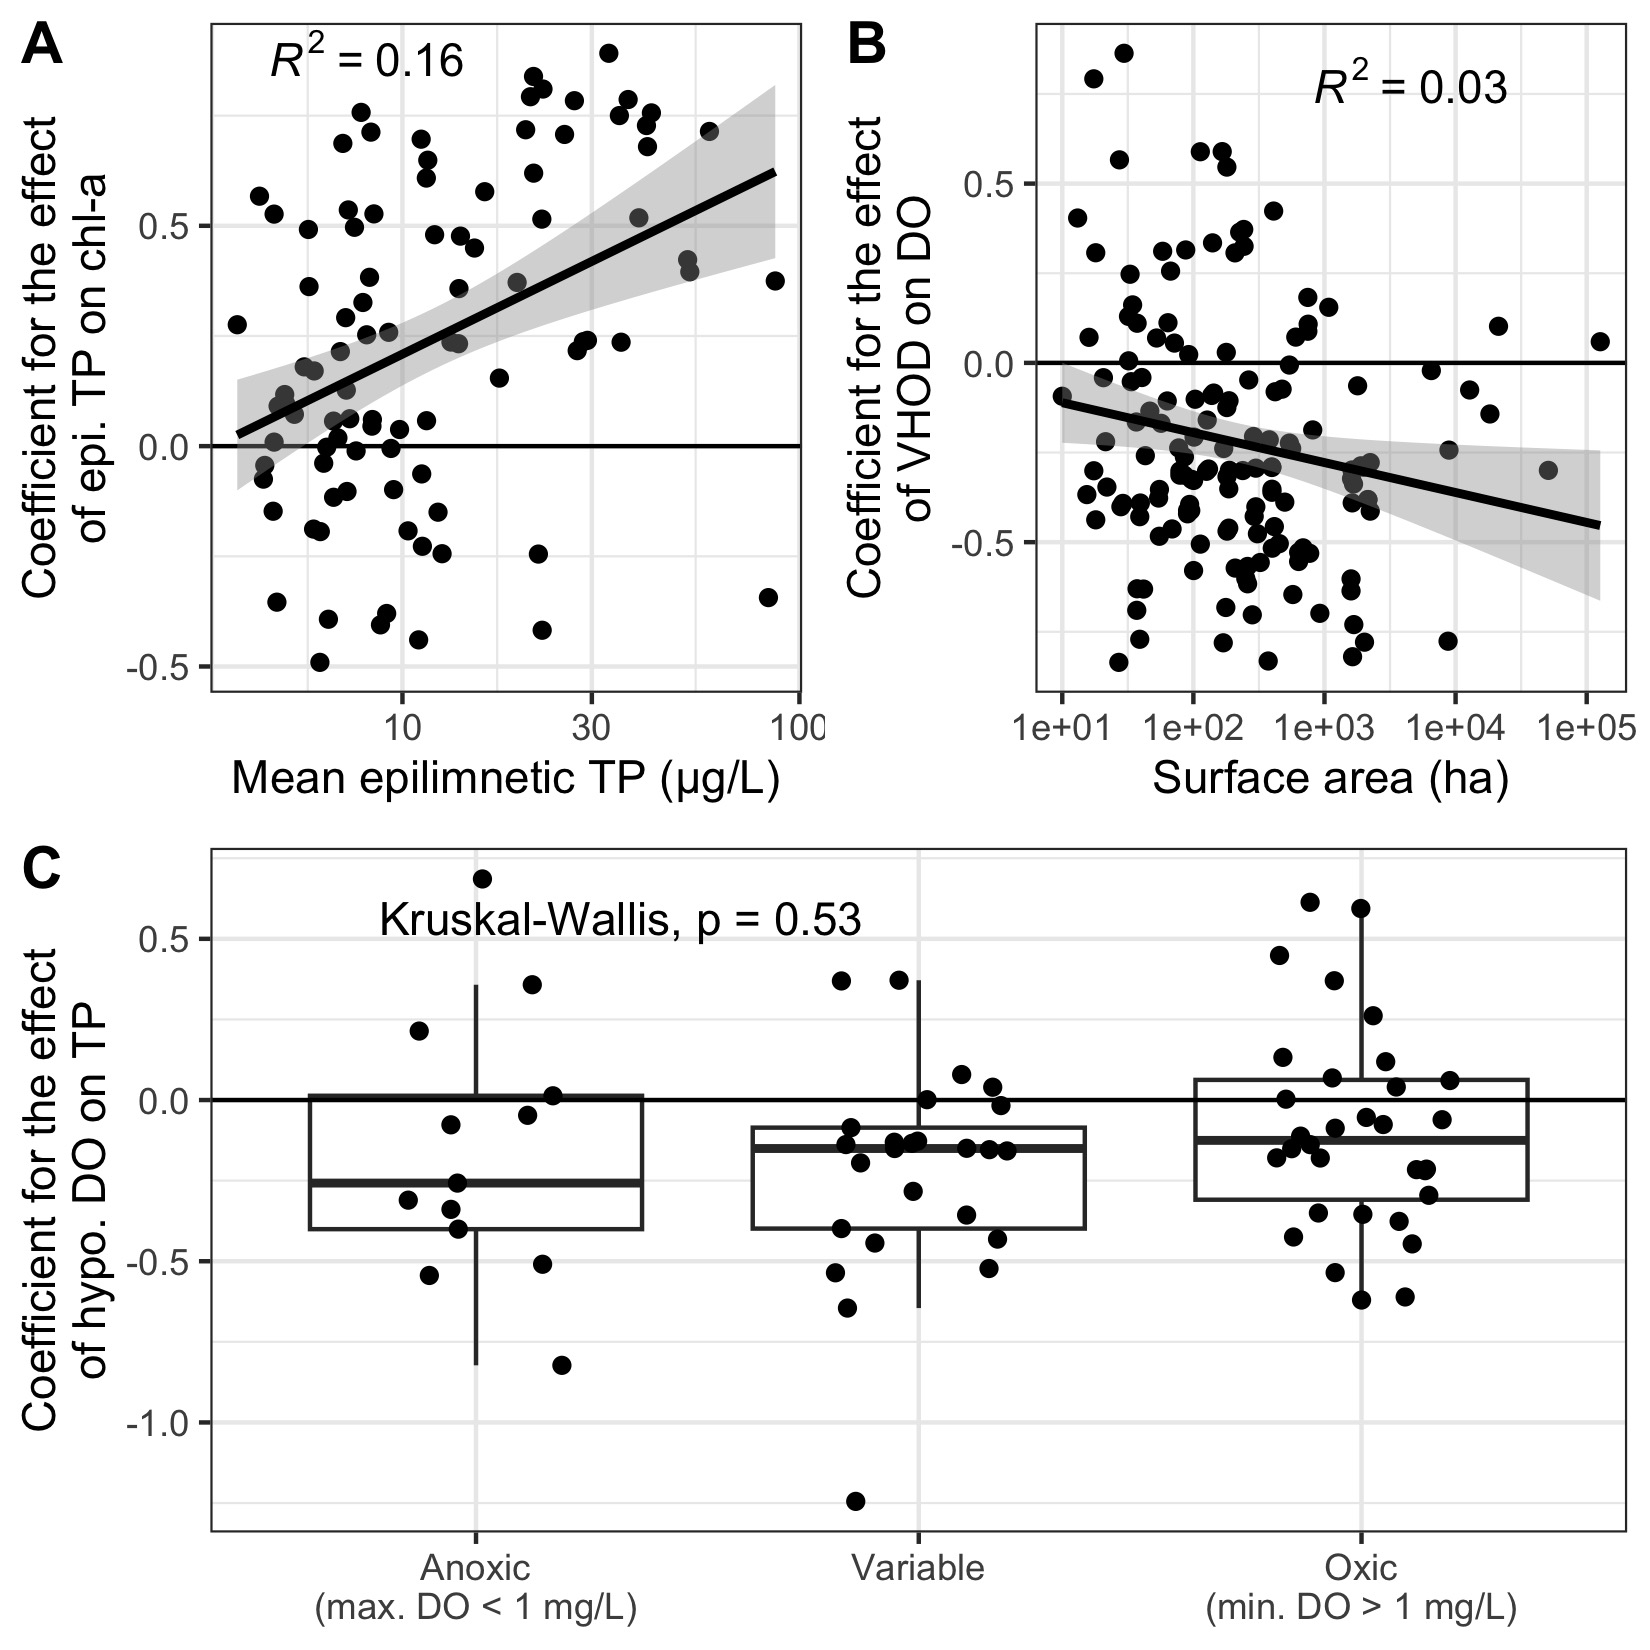 A
R² = 0.16
Coefficient for the effect
of epi. TP on chl-a
0.5
0.0
-0.5
10
30
100
Mean epilimnetic TP (µg/L)
B
R² = 0.03
Coefficient for the effect
of VHOD on DO
0.5
0.0
-0.5
1e+01
1e+02
1e+03
1e+04
1e+05
Surface area (ha)
C
Kruskal-Wallis, p = 0.53
Coefficient for the effect
of hypo. DO on TP
0.5
0.0
-0.5
-1.0
Anoxic
(max. DO < 1 mg/L)
Variable
Oxic
(min. DO > 1 mg/L)